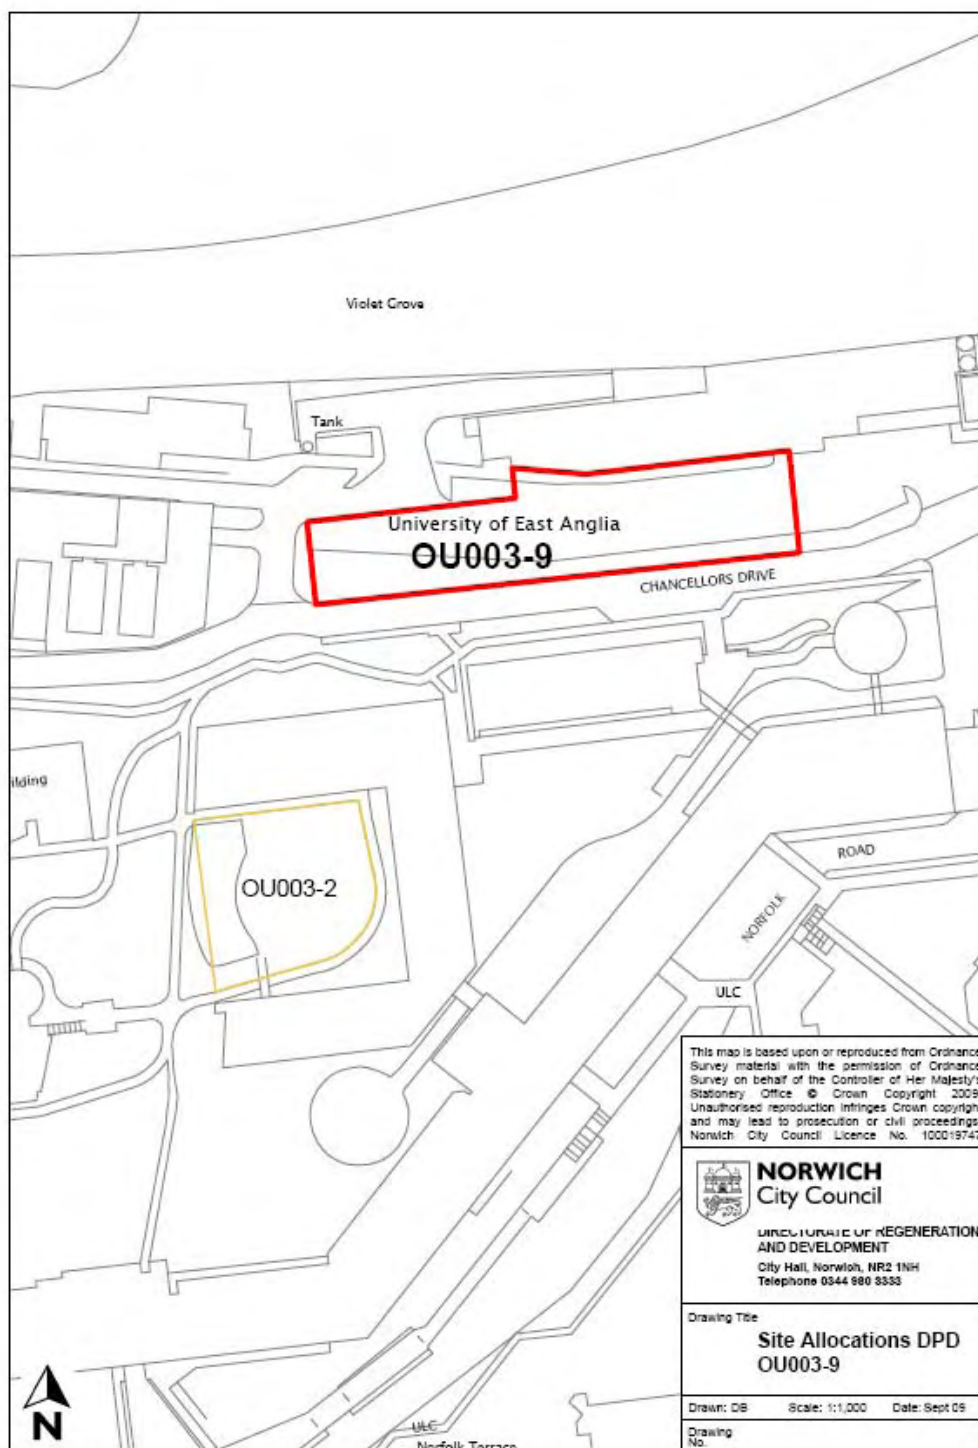 Violet Grove
Tank
University of East Anglia
OU003-9
CHANCELLORS DRIVE
ilding
OU003-2
ROAD
NORFOLK
ULC
This map is based upon or reproduced from Ordnance
Survey material with the permission of Ordnance
Survey on behalf of the Controller of Her Majesty's
Stationery Office © Crown Copyright 2009
Unauthorised reproduction infringes Crown copyrigh
and may lead to prosecution or civil proceedings
Norwich City Council Licence No. 100019747
NORWICH
City Council
DIRECTORATE OF REGENERATION
AND DEVELOPMENT
City Hall, Norwich, NR2 1NH
Telephone 0344 980 3333
Drawing Title
Site Allocations DPD
OU003-9
Drawn: DB Scale: 1:1,000 Date: Sept 09
Drawing
No.
N
ULC
Norfolk Terrace